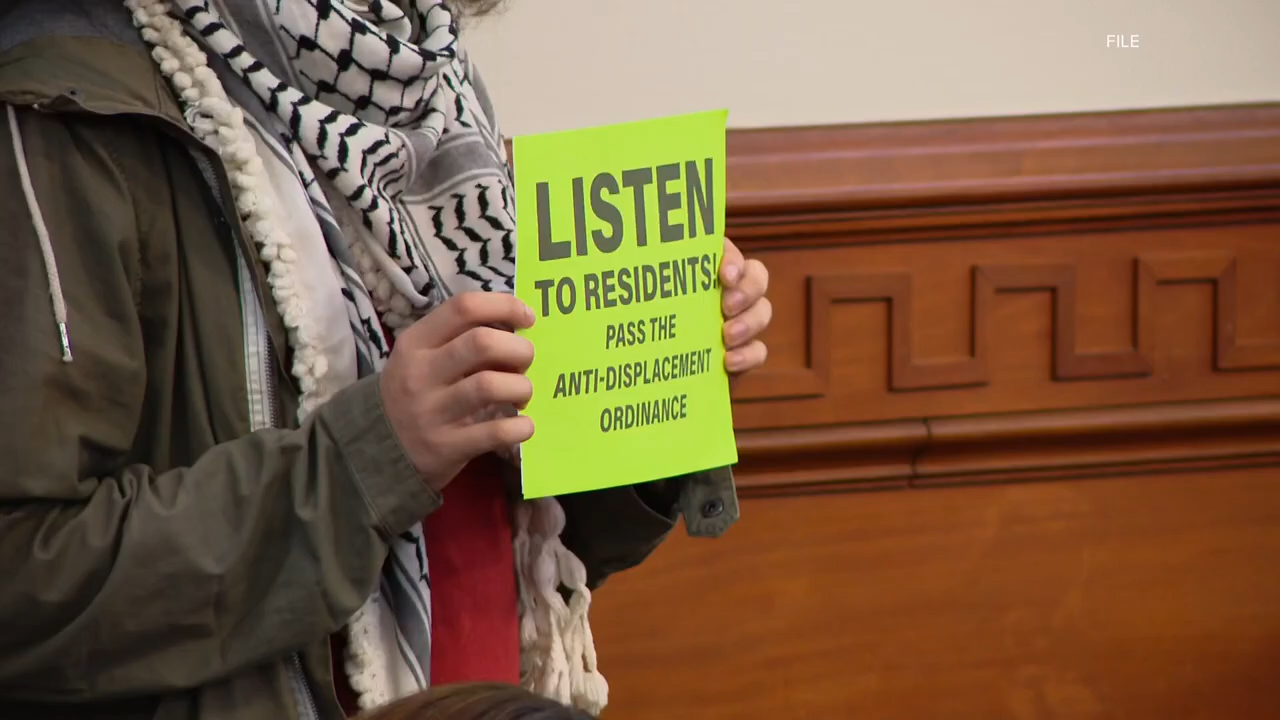 FILE
LISTEN
TO RESIDENTS!
PASS THE
ANTI-DISPLACEMENT
ORDINANCE